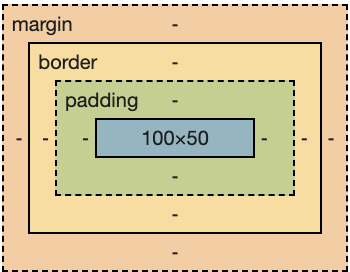 margin -
border -
padding -
- - - 100×50 - - -
-
-
-